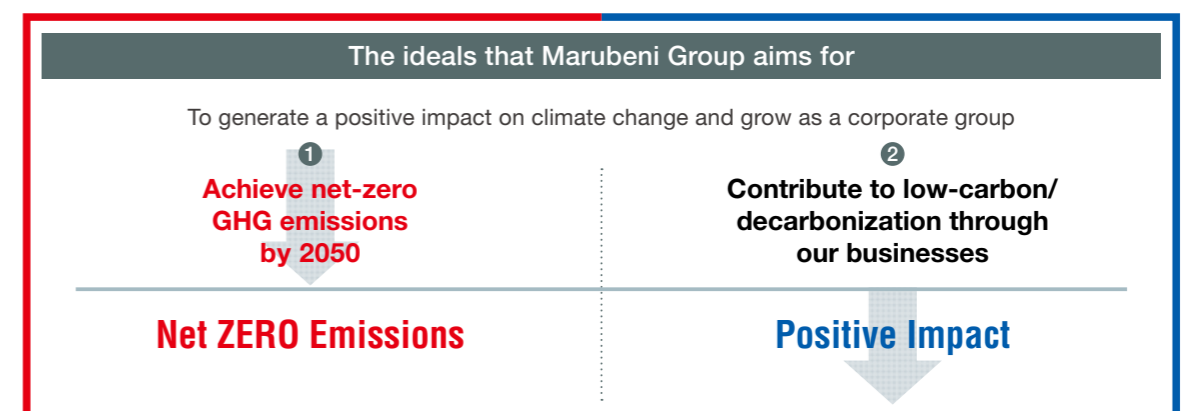 The ideals that Marubeni Group aims for
To generate a positive impact on climate change and grow as a corporate group
1
Achieve net-zero
GHG emissions
by 2050
2
Contribute to low-carbon/
decarbonization through
our businesses
Net ZERO Emissions
Positive Impact